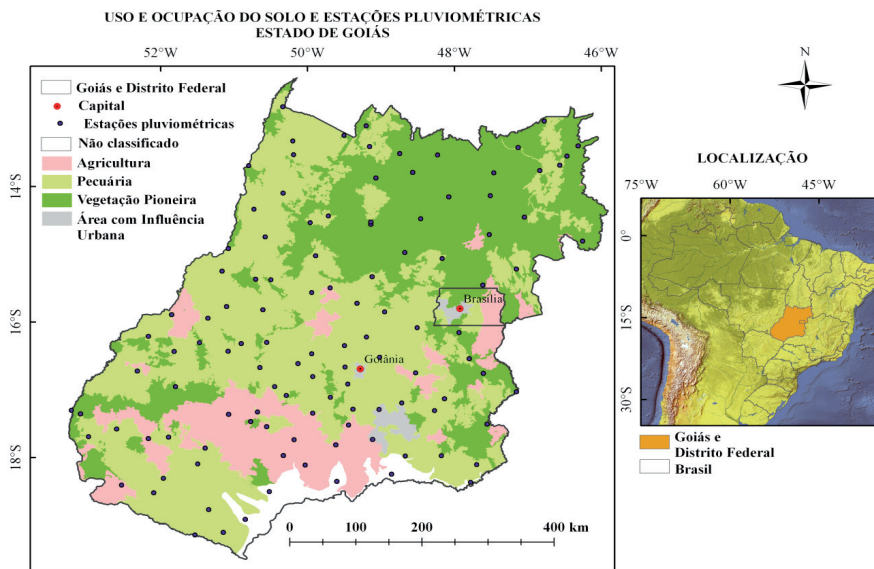 USO E OCUPAÇÃO DO SOLO E ESTAÇÕES PLUVIOMÉTRICAS
ESTADO DE GOIÁS
52°W
50°W
48°W
46°W
Goiás e Distrito Federal
Capital
Estações pluviométricas
Não classificado
Agricultura
Pecuária
Vegetação Pioneira
Área com Influência
Urbana
14°S
16°S
18°S
Brasília
Goiânia
0 100 200 400 km
N
LOCALIZAÇÃO
75°W
60°W
45°W
0°
15°S
30°S
Goiás e
Distrito Federal
Brasil